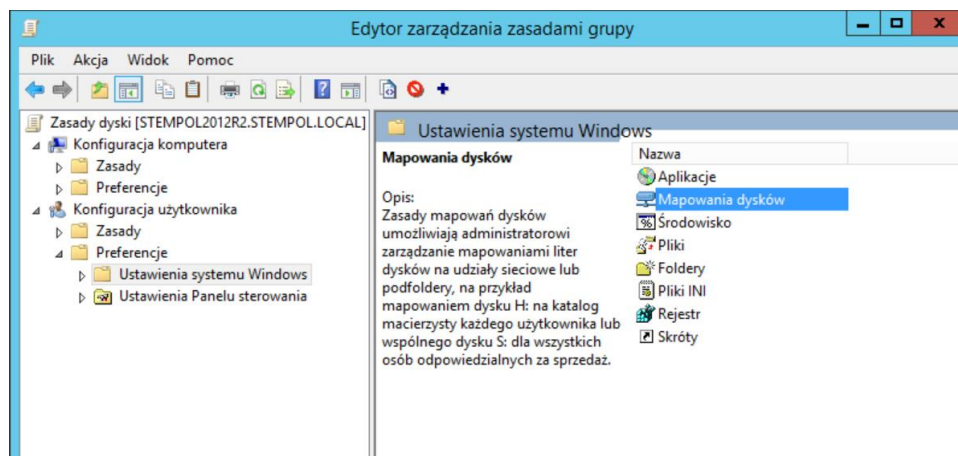 Edytor zarządzania zasadami grupy
Plik Akcja Widok Pomoc
Zasady dyski [STEMPOL2012R2.STEMPOL.LOCAL]
Konfiguracja komputera
Zasady
Preferencje
Konfiguracja użytkownika
Zasady
Preferencje
Ustawienia systemu Windows
Ustawienia Panelu sterowania
Ustawienia systemu Windows
Mapowania dysków
Opis:
Zasady mapowań dysków
umożliwiają administratorowi
zarządzanie mapowaniami liter
dysków na udziały sieciowe lub
podfoldery, na przykład
mapowaniem dysku H: na katalog
macierzysty każdego użytkownika lub
wspólnego dysku S: dla wszystkich
osób odpowiedzialnych za sprzedaż.
Nazwa
Aplikacje
Mapowania dysków
Środowisko
Pliki
Foldery
Pliki INI
Rejestr
Skróty